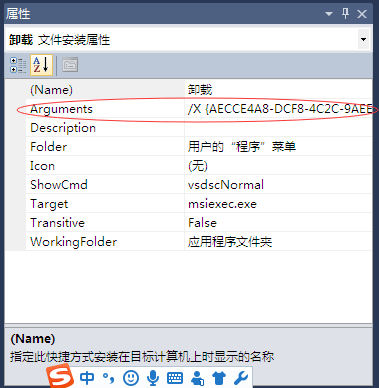 属性
卸载 文件安装属性
(Name) 卸载
Arguments /X {AECCE4A8-DCF8-4C2C-9AEE
Description
Folder 用户的“程序”菜单
Icon (无)
ShowCmd vsdscNormal
Target msiexec.exe
Transitive False
WorkingFolder 应用程序文件夹
(Name)
指定此快捷方式安装在目标计算机上时显示的名称
中